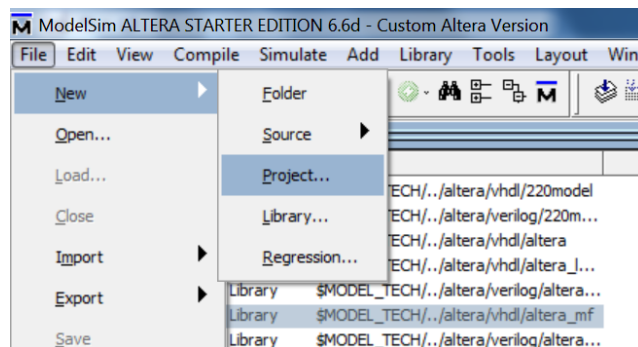 ModelSim ALTERA STARTER EDITION 6.6d - Custom Altera Version
File Edit View Compile Simulate Add Library Tools Layout Win
New
Open...
Load...
Close
Import
Export
Save
Folder
Source
Project...
Library...
Regression...
TECH/../altera/vhdl/220model
TECH/../altera/verilog/220m...
TECH/../altera/vhdl/altera
TECH/../altera/vhdl/altera_l...
Library $MODEL_TECH/../altera/verilog/altera...
Library $MODEL_TECH/../altera/vhdl/altera_mf
Library $MODEL_TECH/../altera/verilog/altera...